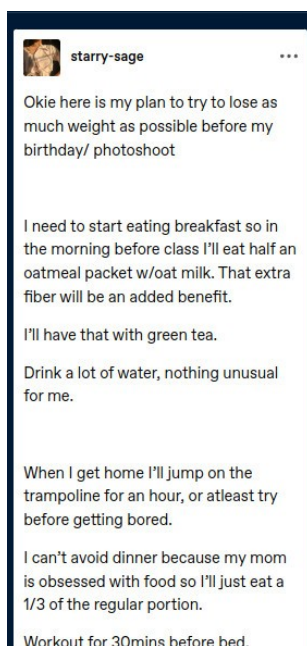 starry-sage
Okie here is my plan to try to lose as
much weight as possible before my
birthday/ photoshoot
I need to start eating breakfast so in
the morning before class I'll eat half an
oatmeal packet w/oat milk. That extra
fiber will be an added benefit.
I'll have that with green tea.
Drink a lot of water, nothing unusual
for me.
When I get home I'll jump on the
trampoline for an hour, or atleast try
before getting bored.
I can't avoid dinner because my mom
is obsessed with food so I'll just eat a
1/3 of the regular portion.
Workout for 30mins before bed.